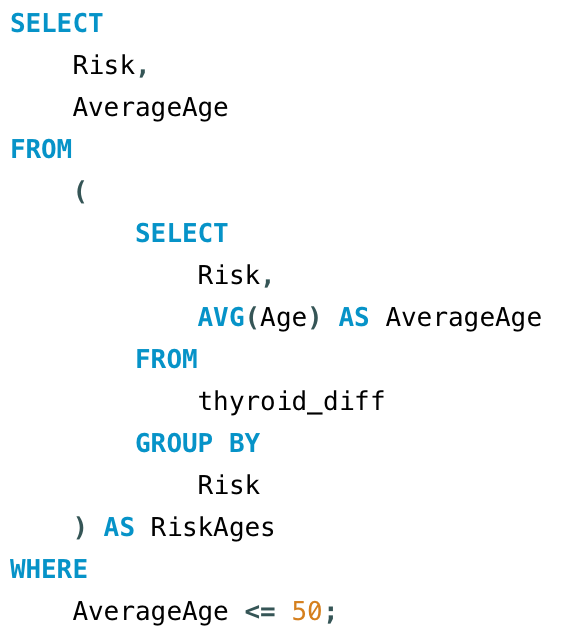 SELECT
    Risk,
    AverageAge
FROM
    (
        SELECT
            Risk,
            AVG(Age) AS AverageAge
        FROM
            thyroid_diff
        GROUP BY
            Risk
    ) AS RiskAges
WHERE
    AverageAge <= 50;